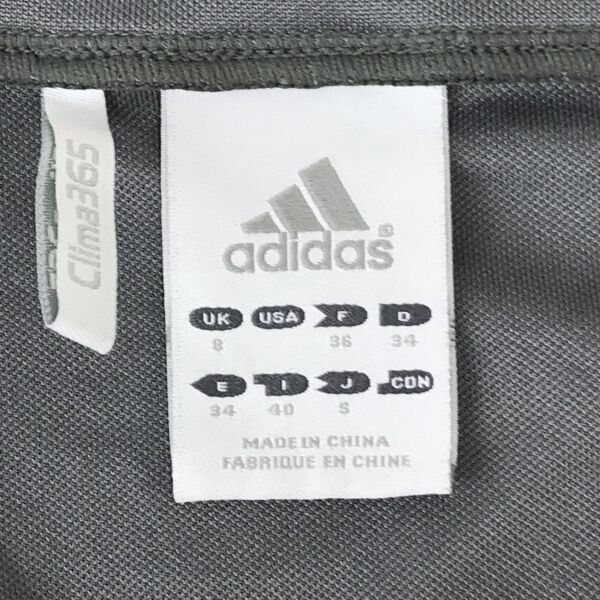 Clima365
adidas®
UK USA F D
8 36 34
E I J CDN
34 40 S
MADE IN CHINA
FABRIQUE EN CHINE